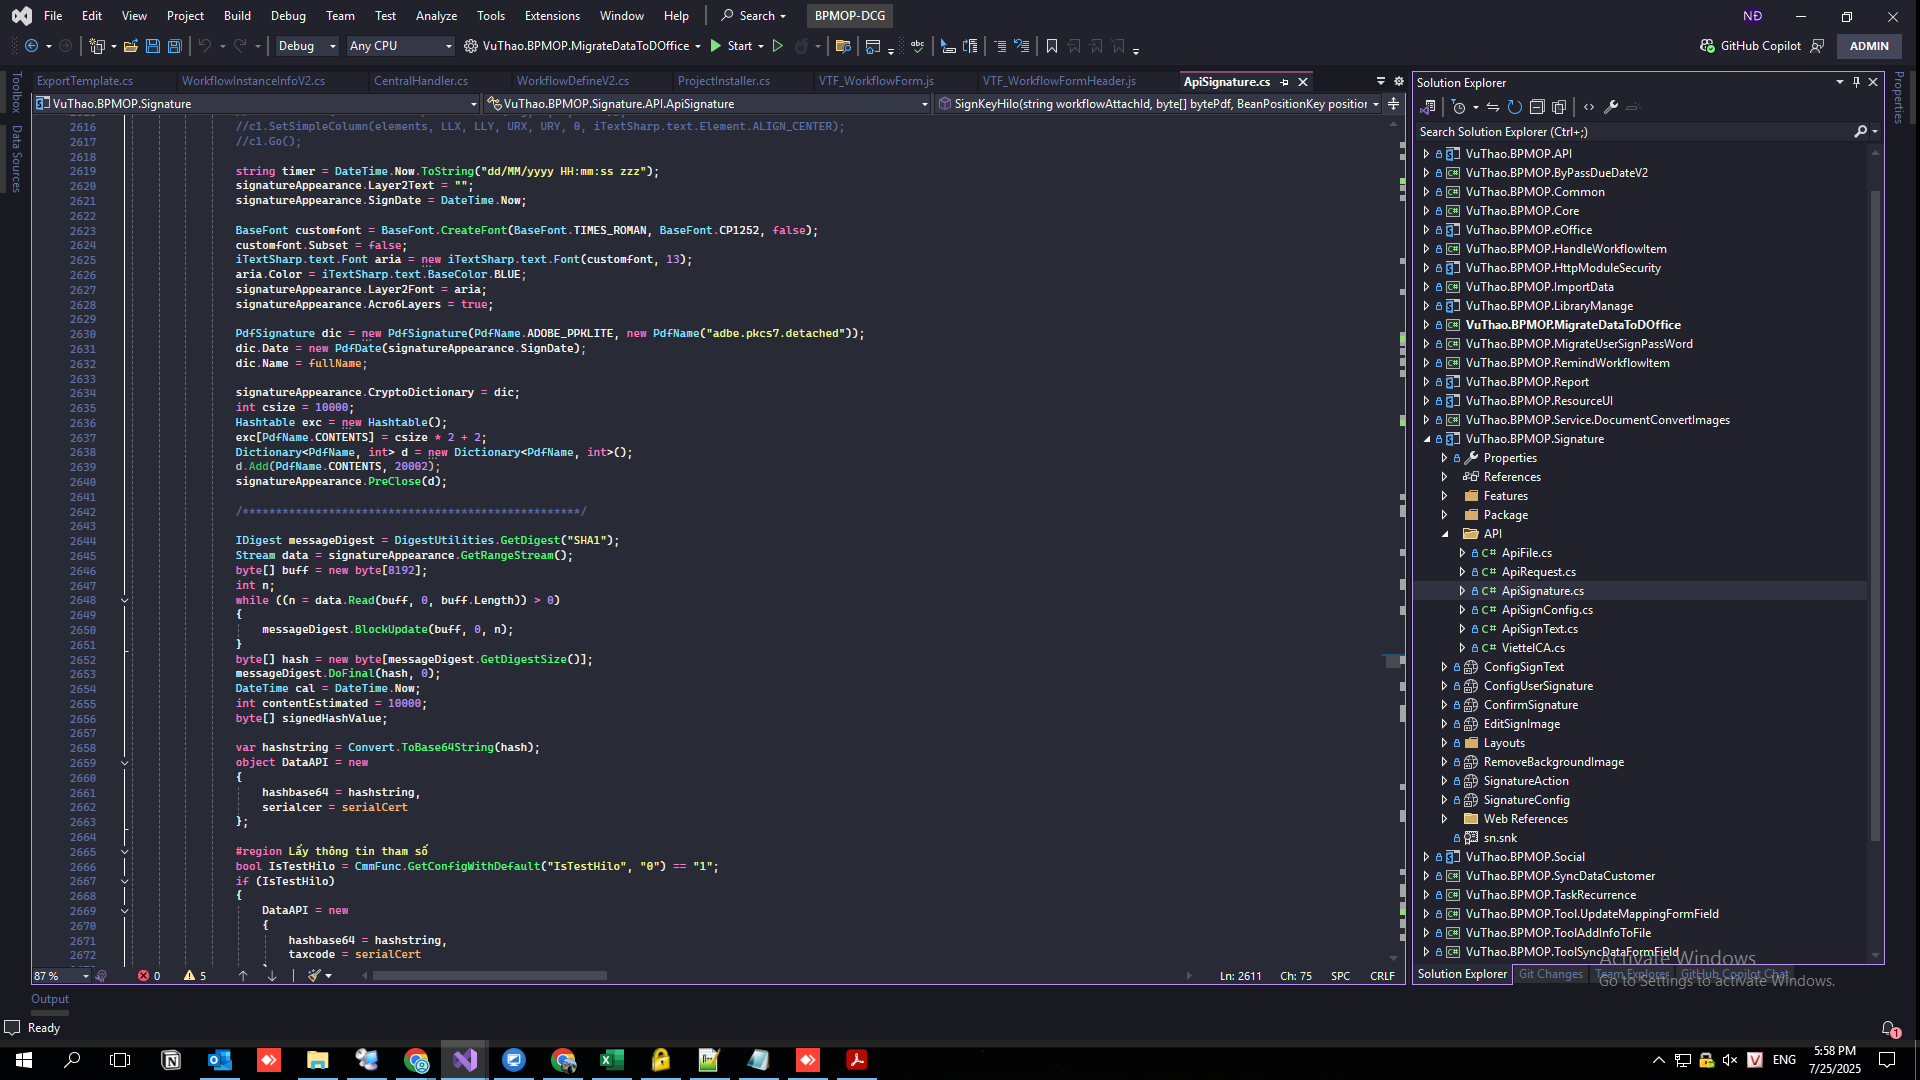 File Edit View Project Build Debug Team Test Analyze Tools Extensions Window Help Search BPMOP-DCG NĐ
Debug Any CPU VuThao.BPMOP.MigrateDataToDOffice Start GitHub Copilot ADMIN
Toolbox
Data Sources
ExportTemplate.cs WorkflowInstanceInfoV2.cs CentralHandler.cs WorkflowDefineV2.cs ProjectInstaller.cs VTF_WorkflowForm.js VTF_WorkflowFormHeader.js ApiSignature.cs
VuThao.BPMOP.Signature VuThao.BPMOP.Signature.API.ApiSignature SignKeyHilo(string workflowAttachId, byte[] bytePdf, BeanPositionKey position
2616 //c1.SetSimpleColumn(elements, LLX, LLY, URX, URY, 0, iTextSharp.text.Element.ALIGN_CENTER);
2617 //c1.Go();
2618
2619 string timer = DateTime.Now.ToString("dd/MM/yyyy HH:mm:ss zzz");
2620 signatureAppearance.Layer2Text = "";
2621 signatureAppearance.SignDate = DateTime.Now;
2622
2623 BaseFont customfont = BaseFont.CreateFont(BaseFont.TIMES_ROMAN, BaseFont.CP1252, false);
2624 customfont.Subset = false;
2625 iTextSharp.text.Font aria = new iTextSharp.text.Font(customfont, 13);
2626 aria.Color = iTextSharp.text.BaseColor.BLUE;
2627 signatureAppearance.Layer2Font = aria;
2628 signatureAppearance.Acro6Layers = true;
2629
2630 PdfSignature dic = new PdfSignature(PdfName.ADOBE_PPKLITE, new PdfName("adbe.pkcs7.detached"));
2631 dic.Date = new PdfDate(signatureAppearance.SignDate);
2632 dic.Name = fullName;
2633
2634 signatureAppearance.CryptoDictionary = dic;
2635 int csize = 10000;
2636 Hashtable exc = new Hashtable();
2637 exc[PdfName.CONTENTS] = csize * 2 + 2;
2638 Dictionary<PdfName, int> d = new Dictionary<PdfName, int>();
2639 d.Add(PdfName.CONTENTS, 20002);
2640 signatureAppearance.PreClose(d);
2641
2642 /***************************************************/
2643
2644 IDigest messageDigest = DigestUtilities.GetDigest("SHA1");
2645 Stream data = signatureAppearance.GetRangeStream();
2646 byte[] buff = new byte[8192];
2647 int n;
2648 while ((n = data.Read(buff, 0, buff.Length)) > 0)
2649 {
2650 messageDigest.BlockUpdate(buff, 0, n);
2651 }
2652 byte[] hash = new byte[messageDigest.GetDigestSize()];
2653 messageDigest.DoFinal(hash, 0);
2654 DateTime cal = DateTime.Now;
2655 int contentEstimated = 10000;
2656 byte[] signedHashValue;
2657
2658 var hashstring = Convert.ToBase64String(hash);
2659 object DataAPI = new
2660 {
2661 hashbase64 = hashstring,
2662 serialcer = serialCert
2663 };
2664
2665 #region Lấy thông tin tham số
2666 bool IsTestHilo = CmmFunc.GetConfigWithDefault("IsTestHilo", "0") == "1";
2667 if (IsTestHilo)
2668 {
2669 DataAPI = new
2670 {
2671 hashbase64 = hashstring,
2672 taxcode = serialCert
87 % 0 5 Ln: 2611 Ch: 75 SPC CRLF
Solution Explorer
Search Solution Explorer (Ctrl+;)
VuThao.BPMOP.API
VuThao.BPMOP.ByPassDueDateV2
VuThao.BPMOP.Common
VuThao.BPMOP.Core
VuThao.BPMOP.eOffice
VuThao.BPMOP.HandleWorkflowItem
VuThao.BPMOP.HttpModuleSecurity
VuThao.BPMOP.ImportData
VuThao.BPMOP.LibraryManage
VuThao.BPMOP.MigrateDataToDOffice
VuThao.BPMOP.MigrateUserSignPassWord
VuThao.BPMOP.RemindWorkflowItem
VuThao.BPMOP.Report
VuThao.BPMOP.ResourceUI
VuThao.BPMOP.Service.DocumentConvertImages
VuThao.BPMOP.Signature
Properties
References
Features
Package
API
C# ApiFile.cs
C# ApiRequest.cs
C# ApiSignature.cs
C# ApiSignConfig.cs
C# ApiSignText.cs
C# ViettelCA.cs
ConfigSignText
ConfigUserSignature
ConfirmSignature
EditSignImage
Layouts
RemoveBackgroundImage
SignatureAction
SignatureConfig
Web References
sn.snk
VuThao.BPMOP.Social
VuThao.BPMOP.SyncDataCustomer
VuThao.BPMOP.TaskRecurrence
VuThao.BPMOP.Tool.UpdateMappingFormField
VuThao.BPMOP.ToolAddInfoToFile
VuThao.BPMOP.ToolSyncDataFormField
Solution Explorer Git Changes Team Explorer GitHub Copilot Chat
Properties
Activate Windows
Go to Settings to activate Windows.
Output
Ready
1
ENG
5:58 PM
7/25/2025